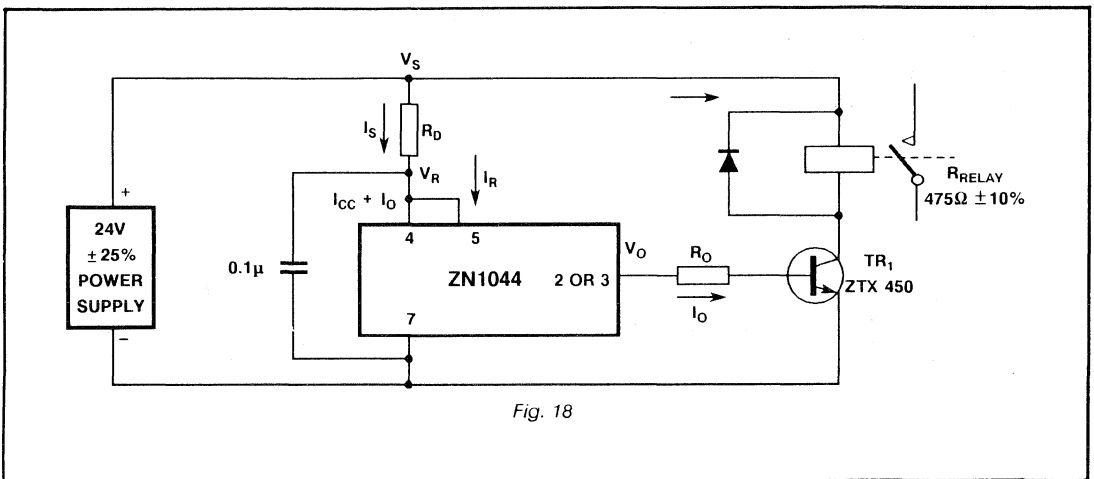 V_S
I_S
R_D
V_R
I_R
I_CC + I_O
4
5
+
24V
± 25%
POWER
SUPPLY
−
0.1µ
ZN1044
2 OR 3
7
V_O
R_O
I_O
TR_1
ZTX 450
R_RELAY
475Ω ±10%
Fig. 18